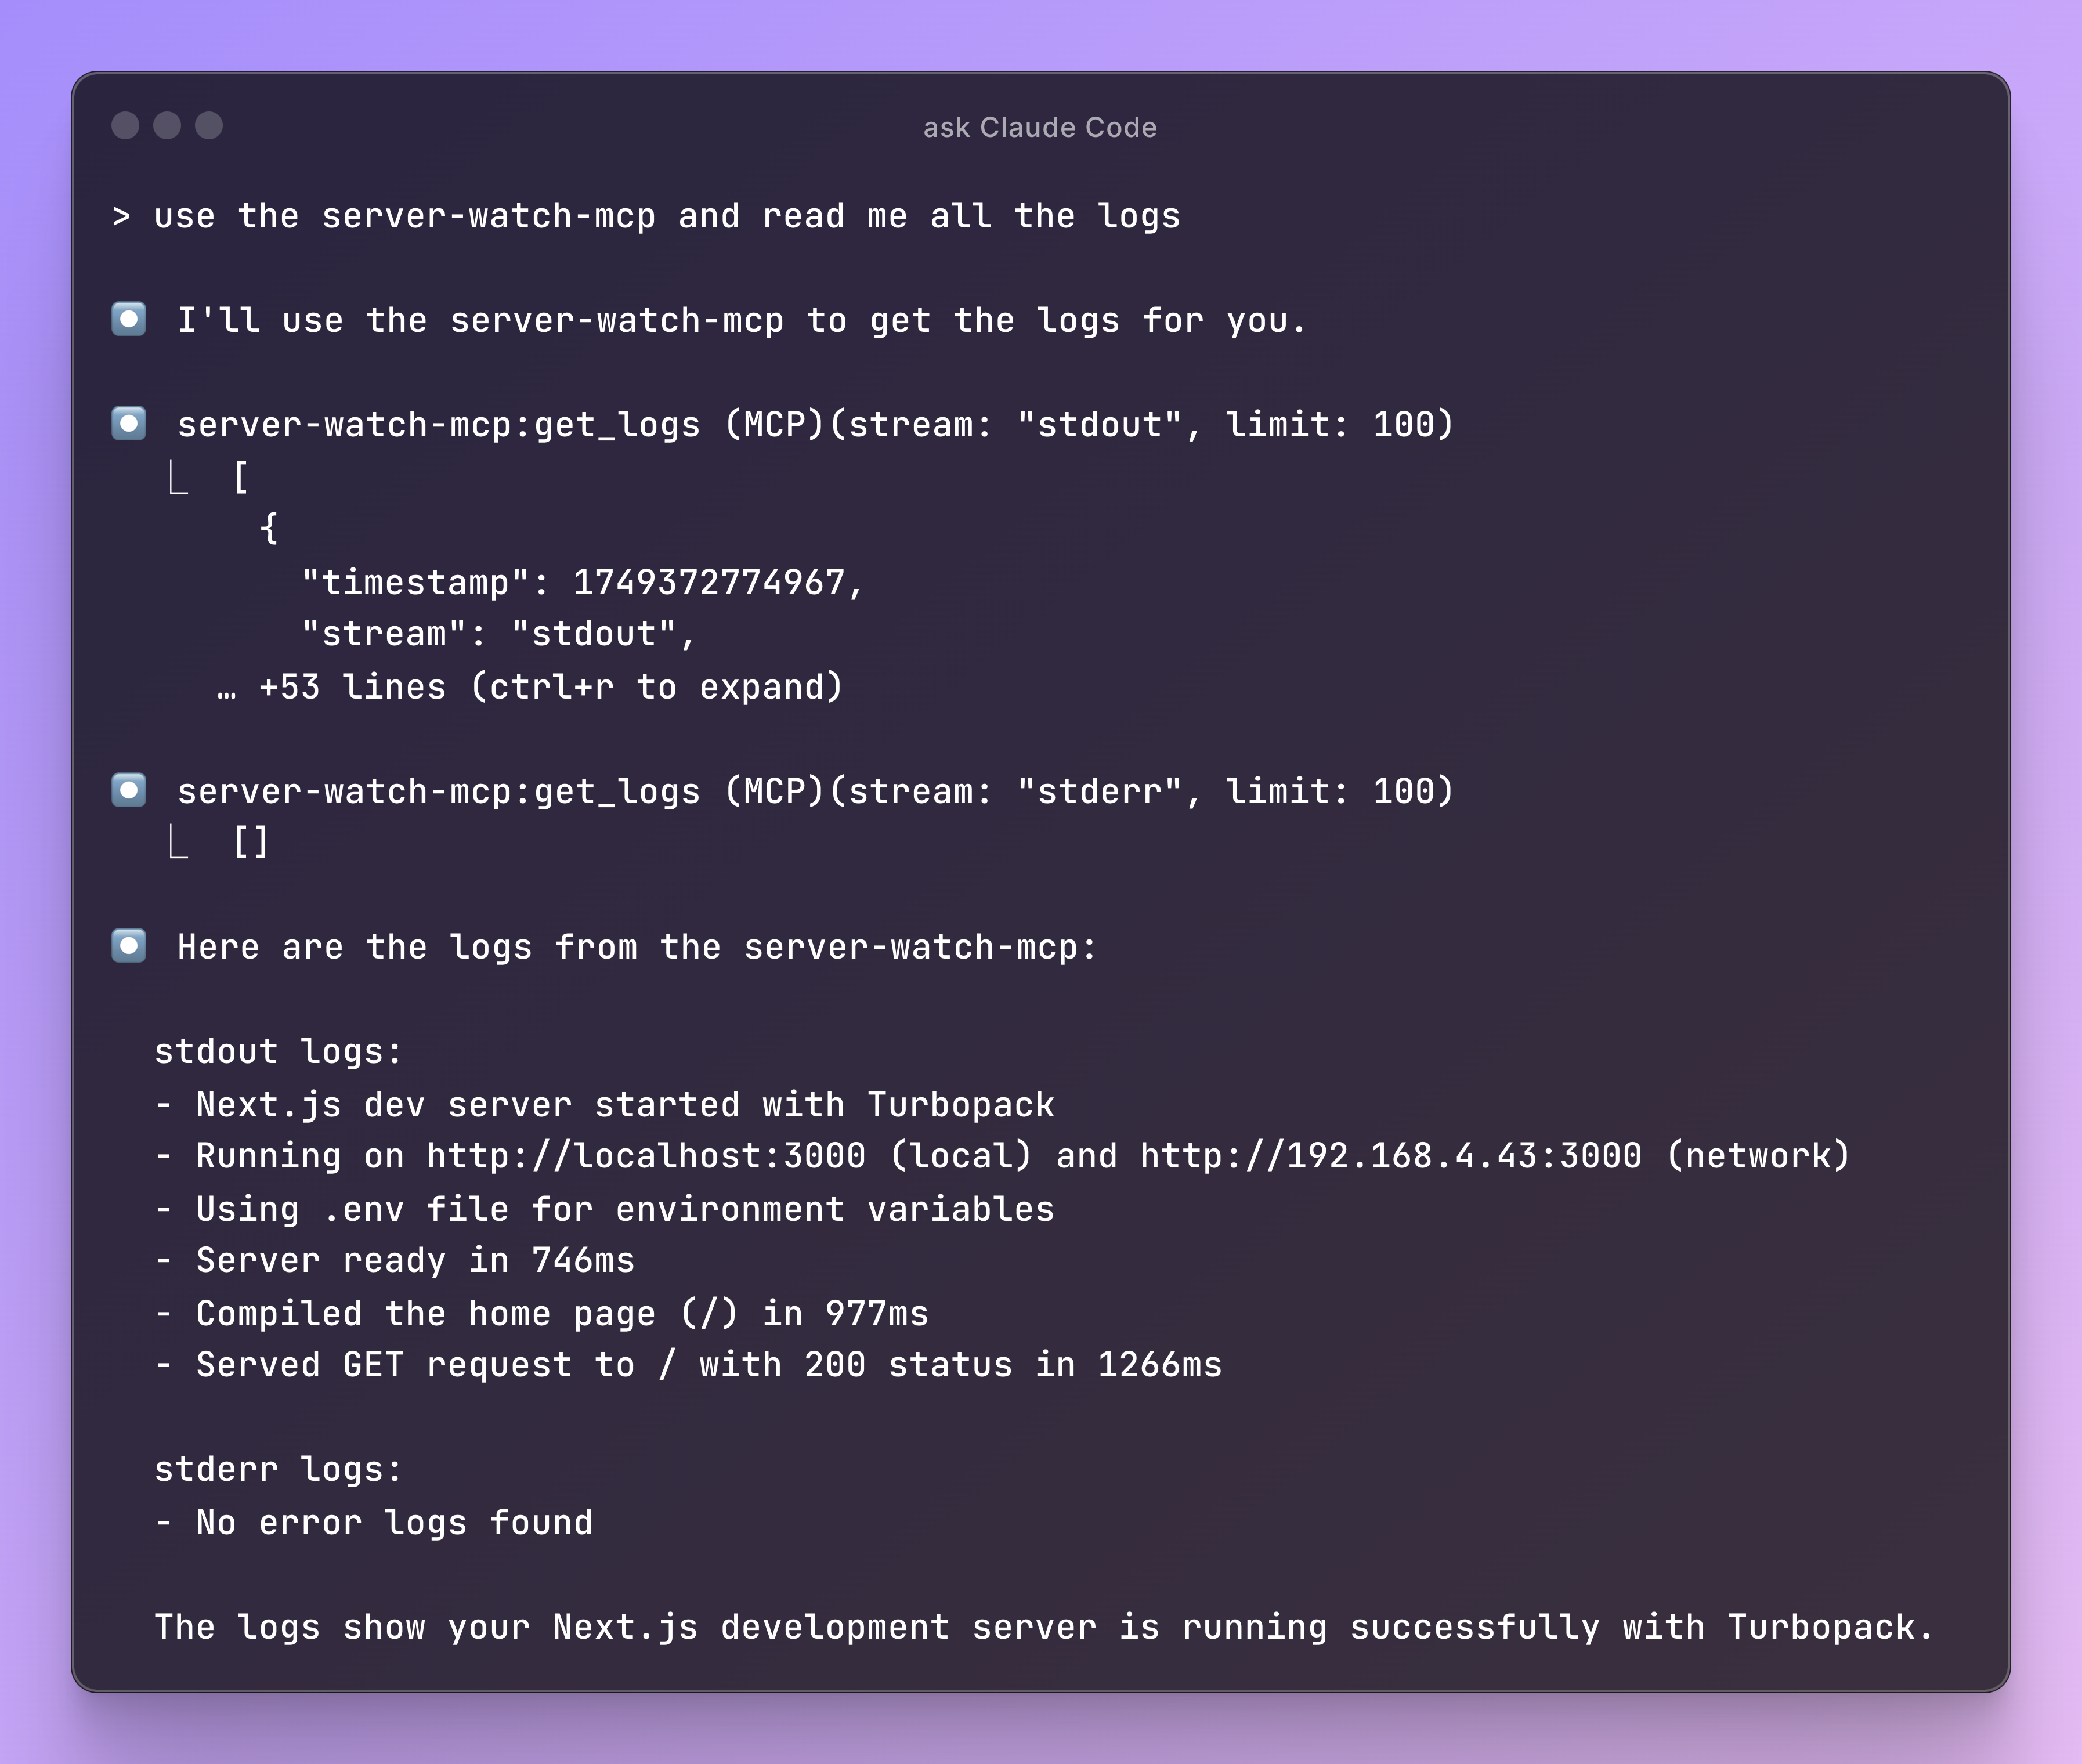 ask Claude Code
> use the server-watch-mcp and read me all the logs
I'll use the server-watch-mcp to get the logs for you.
server-watch-mcp:get_logs (MCP)(stream: "stdout", limit: 100)
⎿  [
{
"timestamp": 1749372774967,
"stream": "stdout",
… +53 lines (ctrl+r to expand)
server-watch-mcp:get_logs (MCP)(stream: "stderr", limit: 100)
⎿  []
Here are the logs from the server-watch-mcp:
stdout logs:
- Next.js dev server started with Turbopack
- Running on http://localhost:3000 (local) and http://192.168.4.43:3000 (network)
- Using .env file for environment variables
- Server ready in 746ms
- Compiled the home page (/) in 977ms
- Served GET request to / with 200 status in 1266ms
stderr logs:
- No error logs found
The logs show your Next.js development server is running successfully with Turbopack.